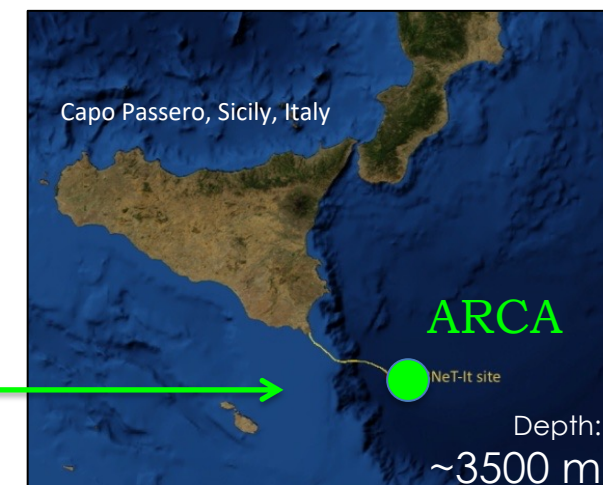 Capo Passero, Sicily, Italy
ARCA
NeT-It site
Depth:
~3500 m